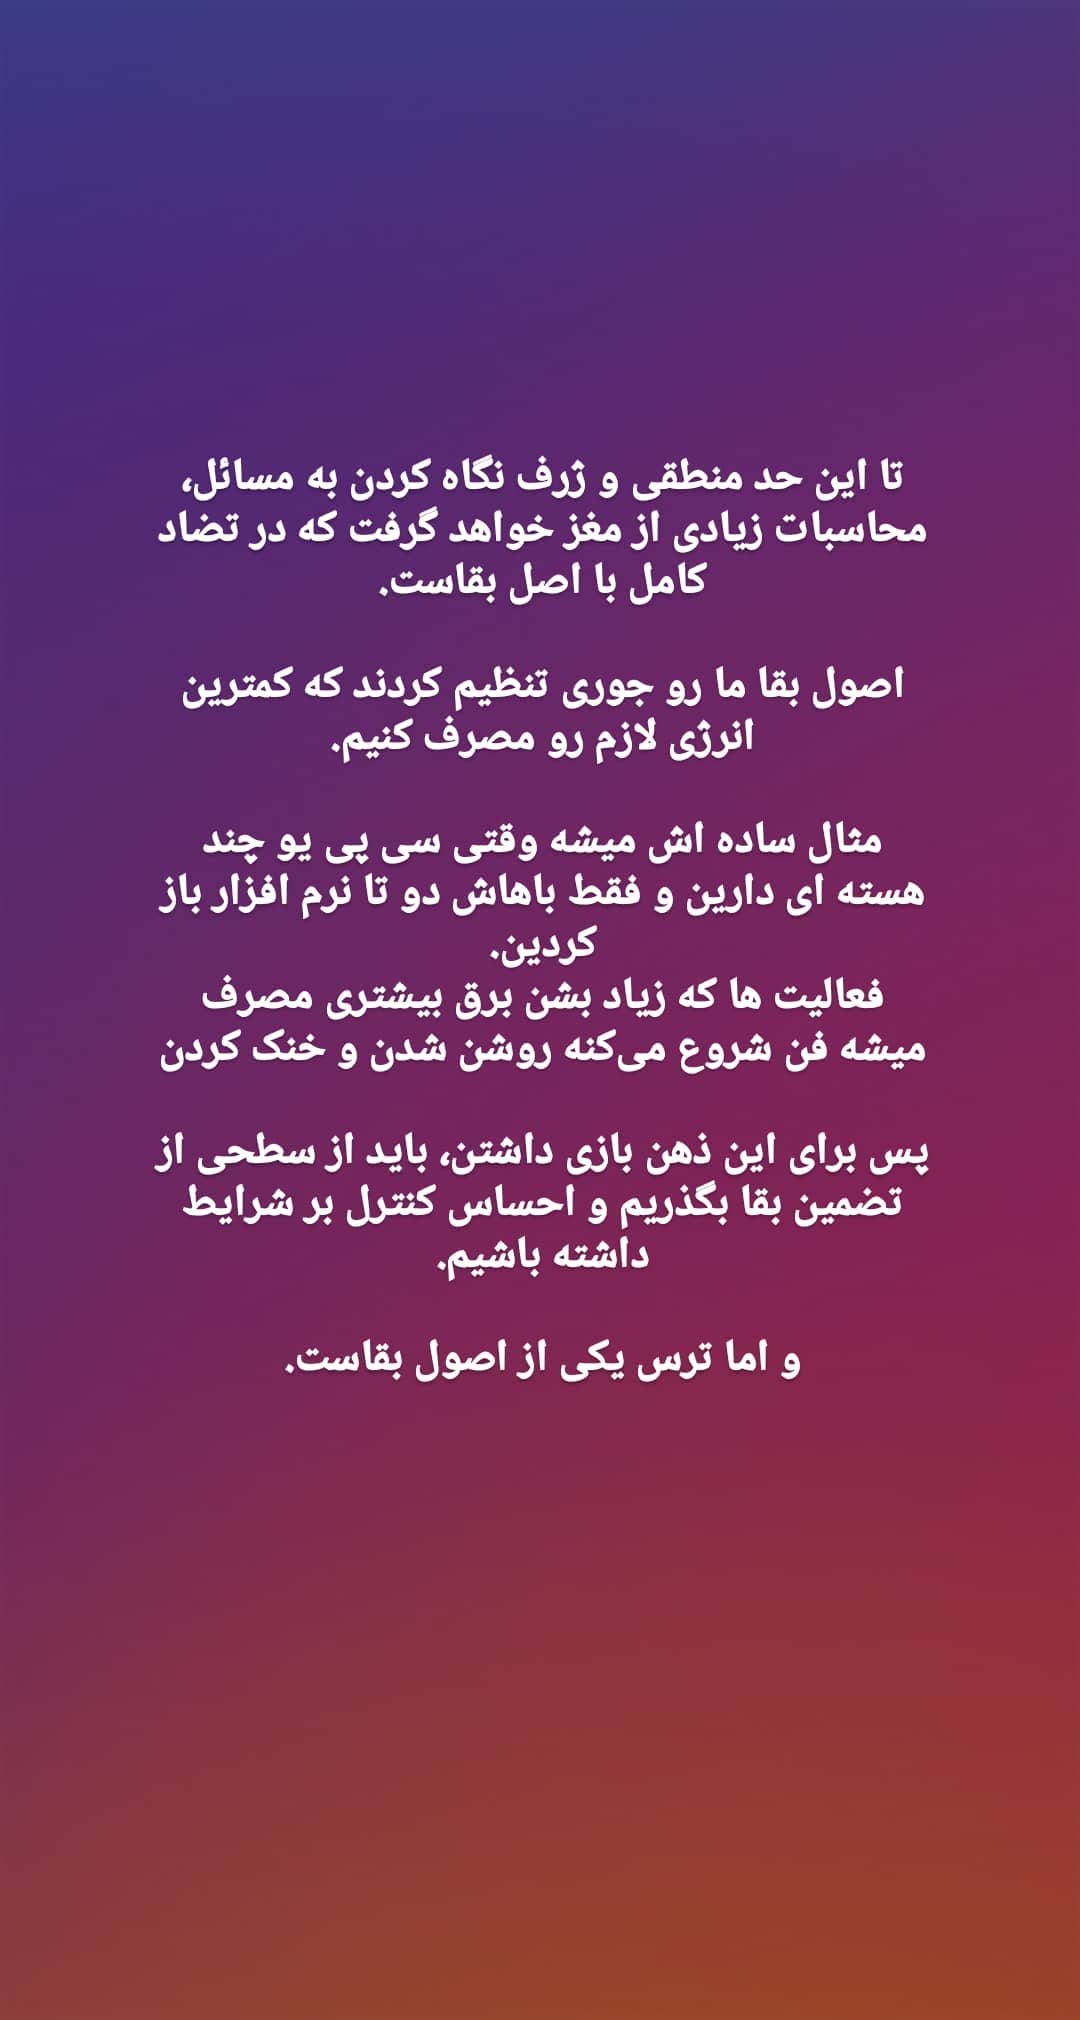 تا این حد منطقی و ژرف نگاه کردن به مسائل،
محاسبات زیادی از مغز خواهد گرفت که در تضاد
کامل با اصل بقاست.
اصول بقا ما رو جوری تنظیم کردند که کمترین
انرژی لازم رو مصرف کنیم.
مثال ساده اش میشه وقتی سی پی یو چند
هسته ای دارین و فقط باهاش دو تا نرم افزار باز
کردین.
فعالیت ها که زیاد بشن برق بیشتری مصرف
میشه فن شروع می‌کنه روشن شدن و خنک کردن
پس برای این ذهن بازی داشتن، باید از سطحی از
تضمین بقا بگذریم و احساس کنترل بر شرایط
داشته باشیم.
و اما ترس یکی از اصول بقاست.